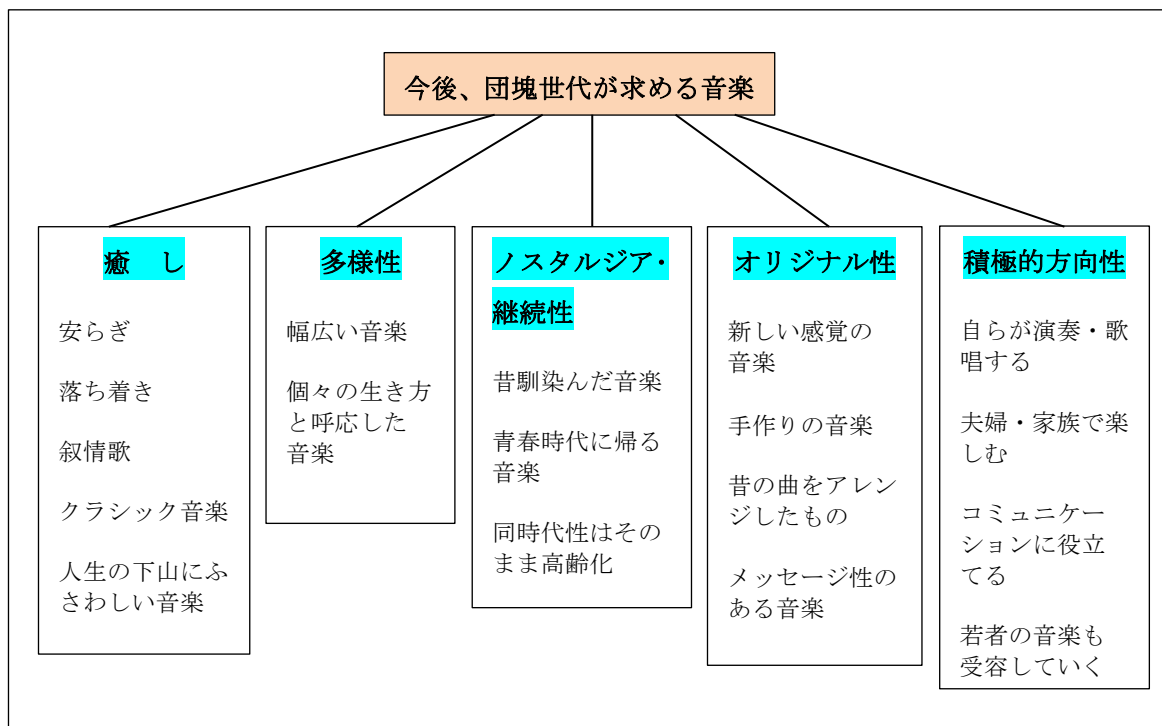 今後、団塊世代が求める音楽
癒　し
安らぎ
落ち着き
叙情歌
クラシック音楽
人生の下山にふ
さわしい音楽
多様性
幅広い音楽
個々の生き方
と呼応した
音楽
ノスタルジア・
継続性
昔馴染んだ音楽
青春時代に帰る
音楽
同時代性はその
まま高齢化
オリジナル性
新しい感覚の
音楽
手作りの音楽
昔の曲をアレン
ジしたもの
メッセージ性の
ある音楽
積極的方向性
自らが演奏・歌
唱する
夫婦・家族で楽
しむ
コミュニケー
ションに役立
てる
若者の音楽も
受容していく